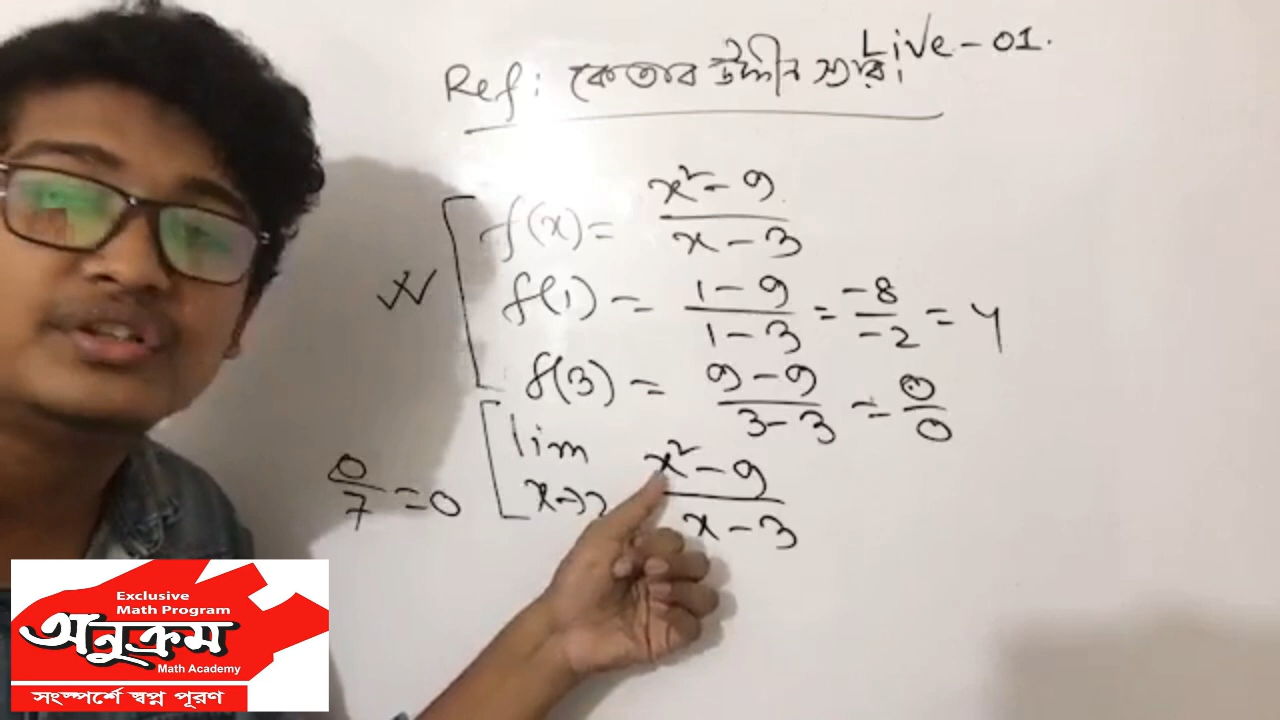 Live - 01.
Ref: কেতাব উদ্দীন স্যার।
f(x) = x² - 9 / x - 3
f(1) = 1 - 9 / 1 - 3 = -8 / -2 = 4
f(3) = 9 - 9 / 3 - 3 = 0 / 0
lim x→3 x² - 9 / x - 3
0 / 7 = 0
Exclusive
Math Program
অনুক্রম
Math Academy
সংস্পর্শে স্বপ্ন পূরণ